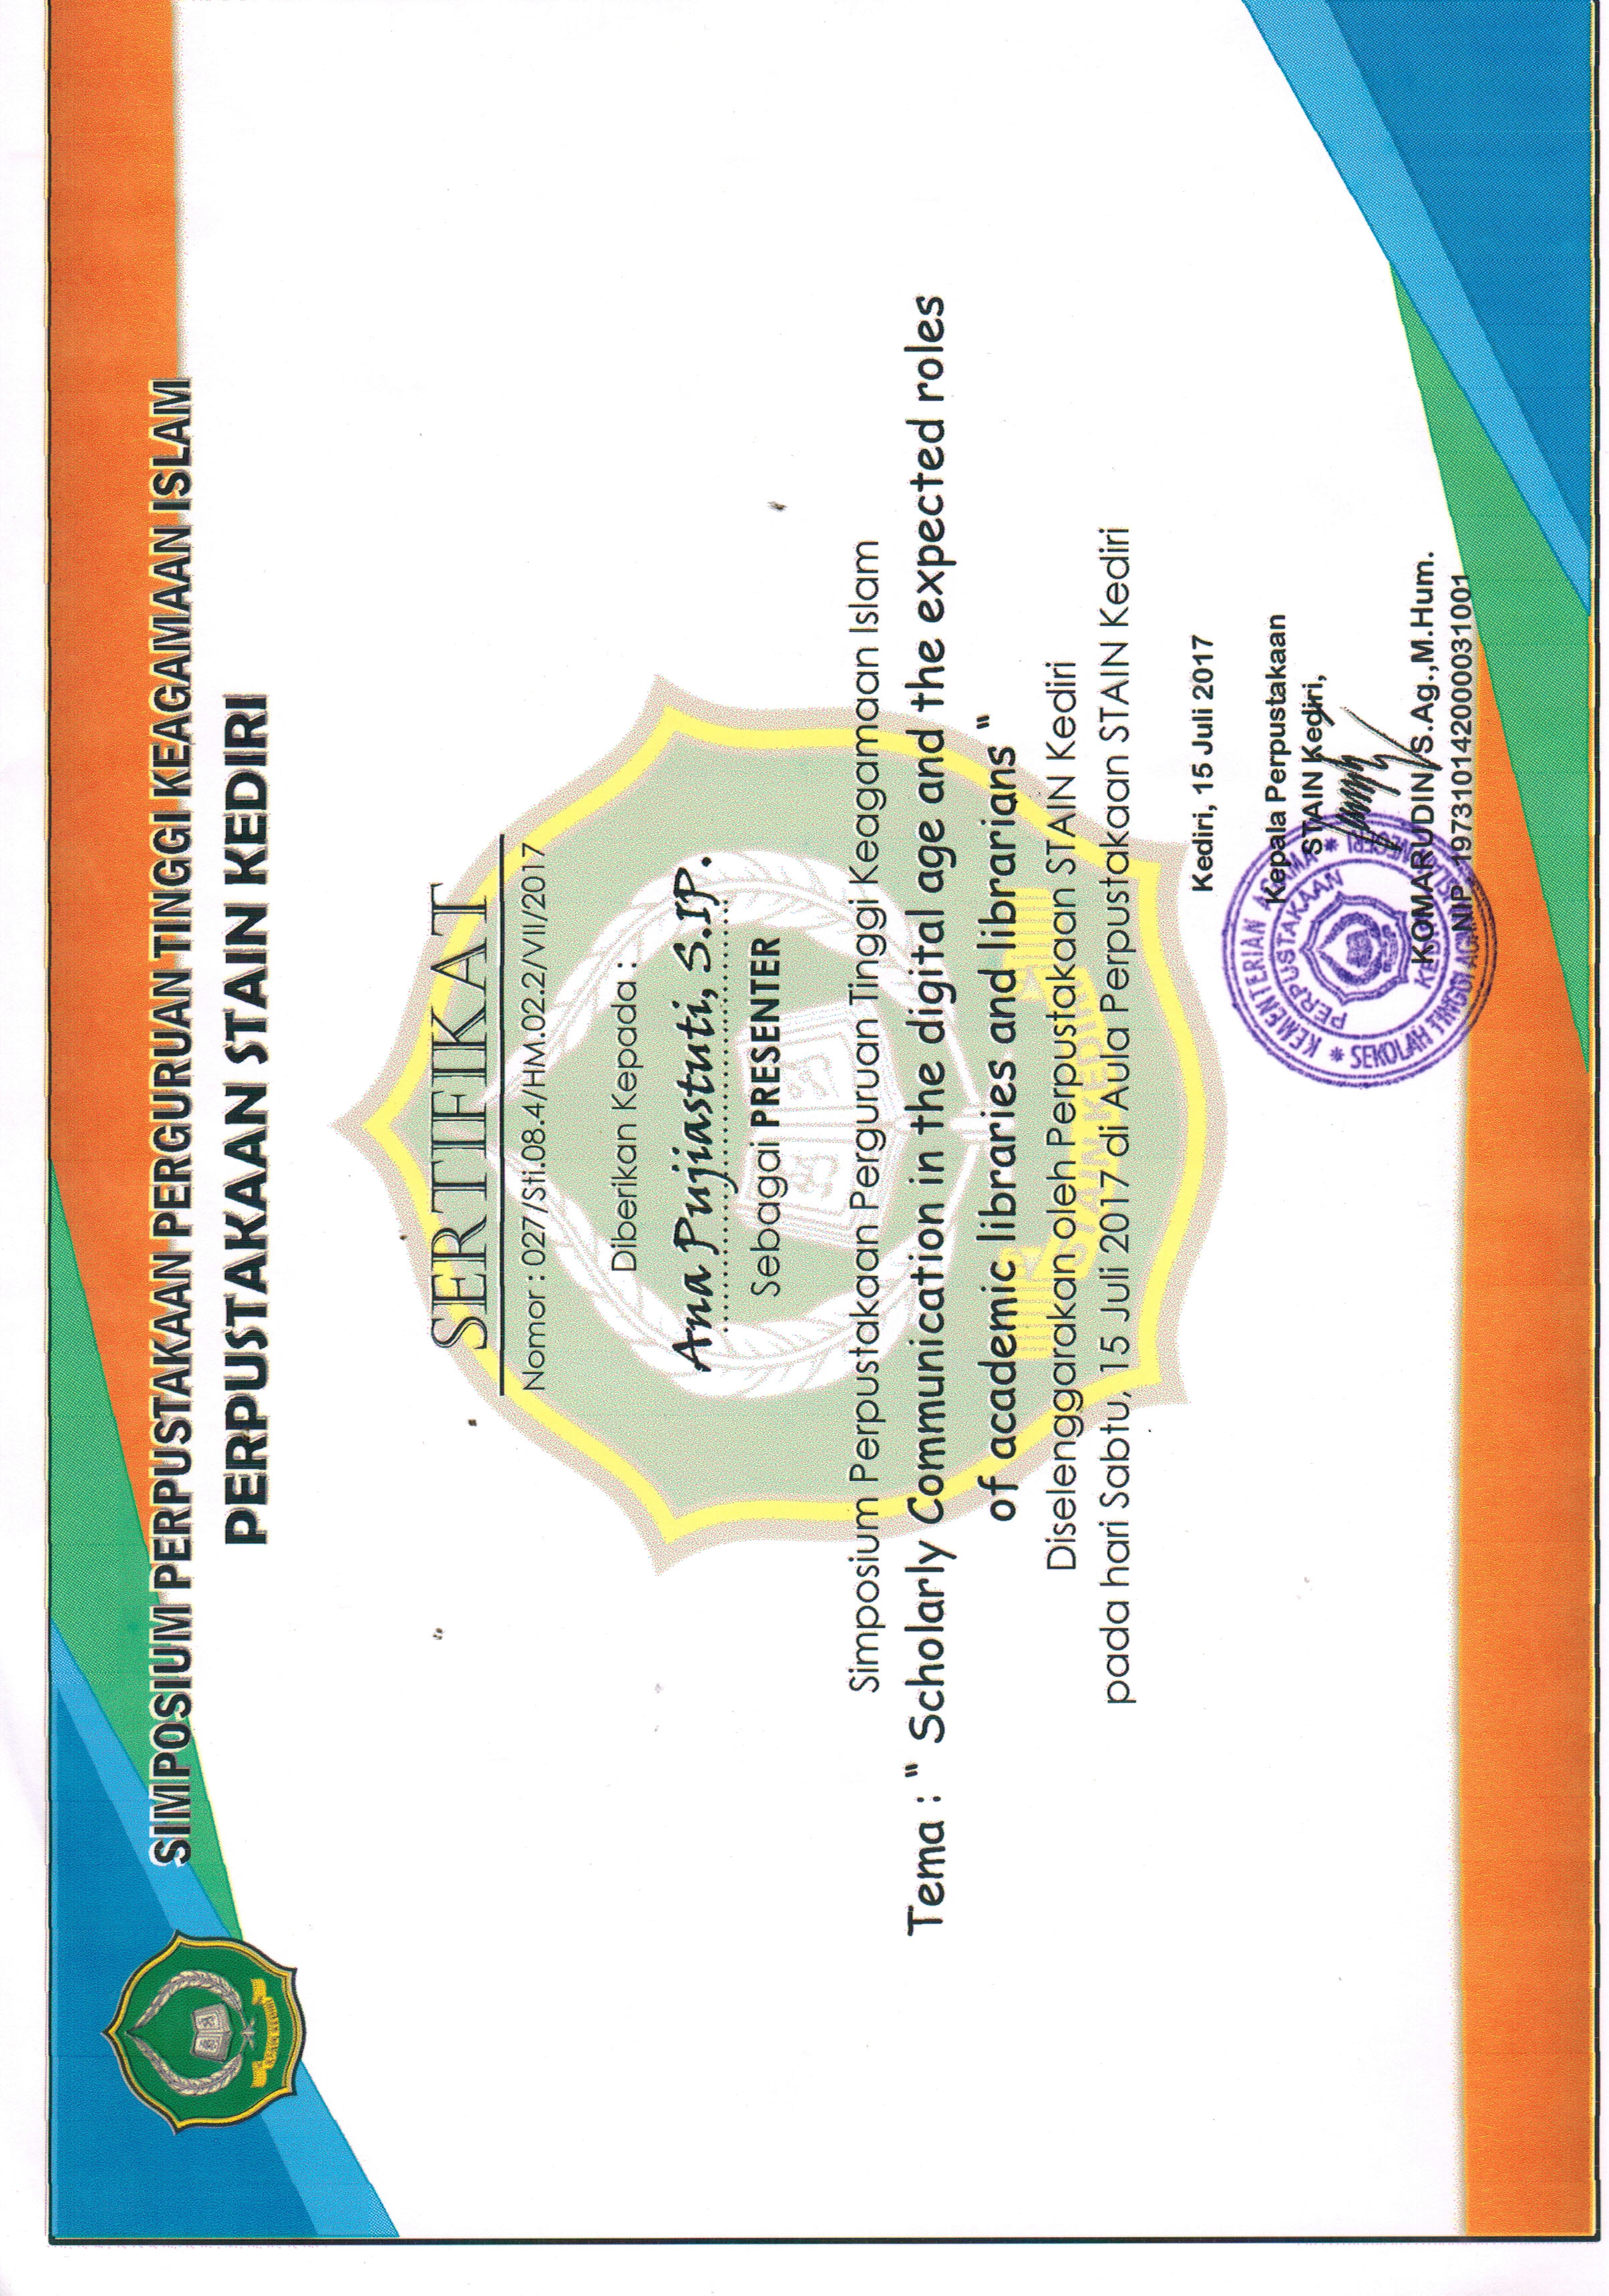 SIMPOSIUM PERPUSTAKAAN PERGURUAN TINGGI KEAGAMAAN ISLAM
PERPUSTAKAAN STAIN KEDIRI
SERTIFIKAT
Nomor : 027/Sti.08.4/HM.02.2/VII/2017
Diberikan Kepada :
Ana Pujiastuti, S.IP.
Sebagai PRESENTER
Simposium Perpustakaan Perguruan Tinggi Keagamaan Islam
Tema : " Scholarly Communication in the digital age and the expected roles
of academic libraries and librarians"
Diselenggarakan oleh Perpustakaan STAIN Kediri
pada hari Sabtu, 15 Juli 2017 di Aula Perpustakaan STAIN Kediri
Kediri, 15 Juli 2017
Kepala Perpustakaan
STAIN Kediri,
KOMARUDIN, S.Ag.,M.Hum.
NIP. 197310142000031001
KEMENTERIAN AGAMA
PERPUSTAKAAN
SEKOLAH TINGGI AGAMA
STAIN KEDIRI